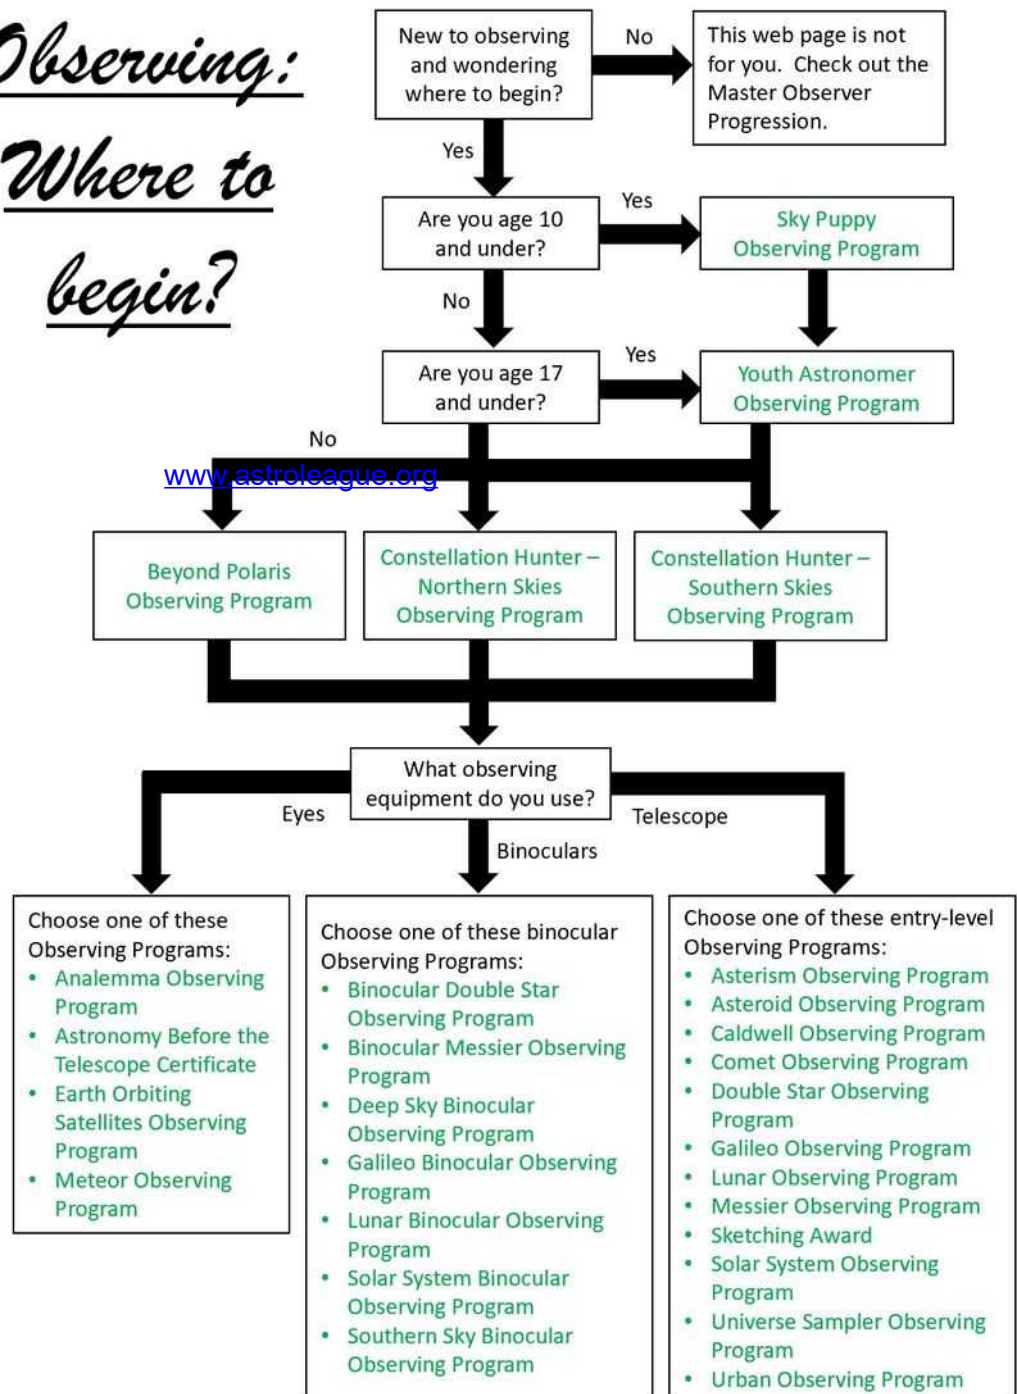 Observing:
Where to
begin?
New to observing
and wondering
where to begin?
No
This web page is not
for you. Check out the
Master Observer
Progression.
Yes
Are you age 10
and under?
Yes
Sky Puppy
Observing Program
No
Are you age 17
and under?
Yes
Youth Astronomer
Observing Program
No
www.astroleague.org
Beyond Polaris
Observing Program
Constellation Hunter –
Northern Skies
Observing Program
Constellation Hunter –
Southern Skies
Observing Program
What observing
equipment do you use?
Eyes
Binoculars
Telescope
Choose one of these
Observing Programs:
• Analemma Observing
Program
• Astronomy Before the
Telescope Certificate
• Earth Orbiting
Satellites Observing
Program
• Meteor Observing
Program
Choose one of these binocular
Observing Programs:
• Binocular Double Star
Observing Program
• Binocular Messier Observing
Program
• Deep Sky Binocular
Observing Program
• Galileo Binocular Observing
Program
• Lunar Binocular Observing
Program
• Solar System Binocular
Observing Program
• Southern Sky Binocular
Observing Program
Choose one of these entry-level
Observing Programs:
• Asterism Observing Program
• Asteroid Observing Program
• Caldwell Observing Program
• Comet Observing Program
• Double Star Observing
Program
• Galileo Observing Program
• Lunar Observing Program
• Messier Observing Program
• Sketching Award
• Solar System Observing
Program
• Universe Sampler Observing
Program
• Urban Observing Program